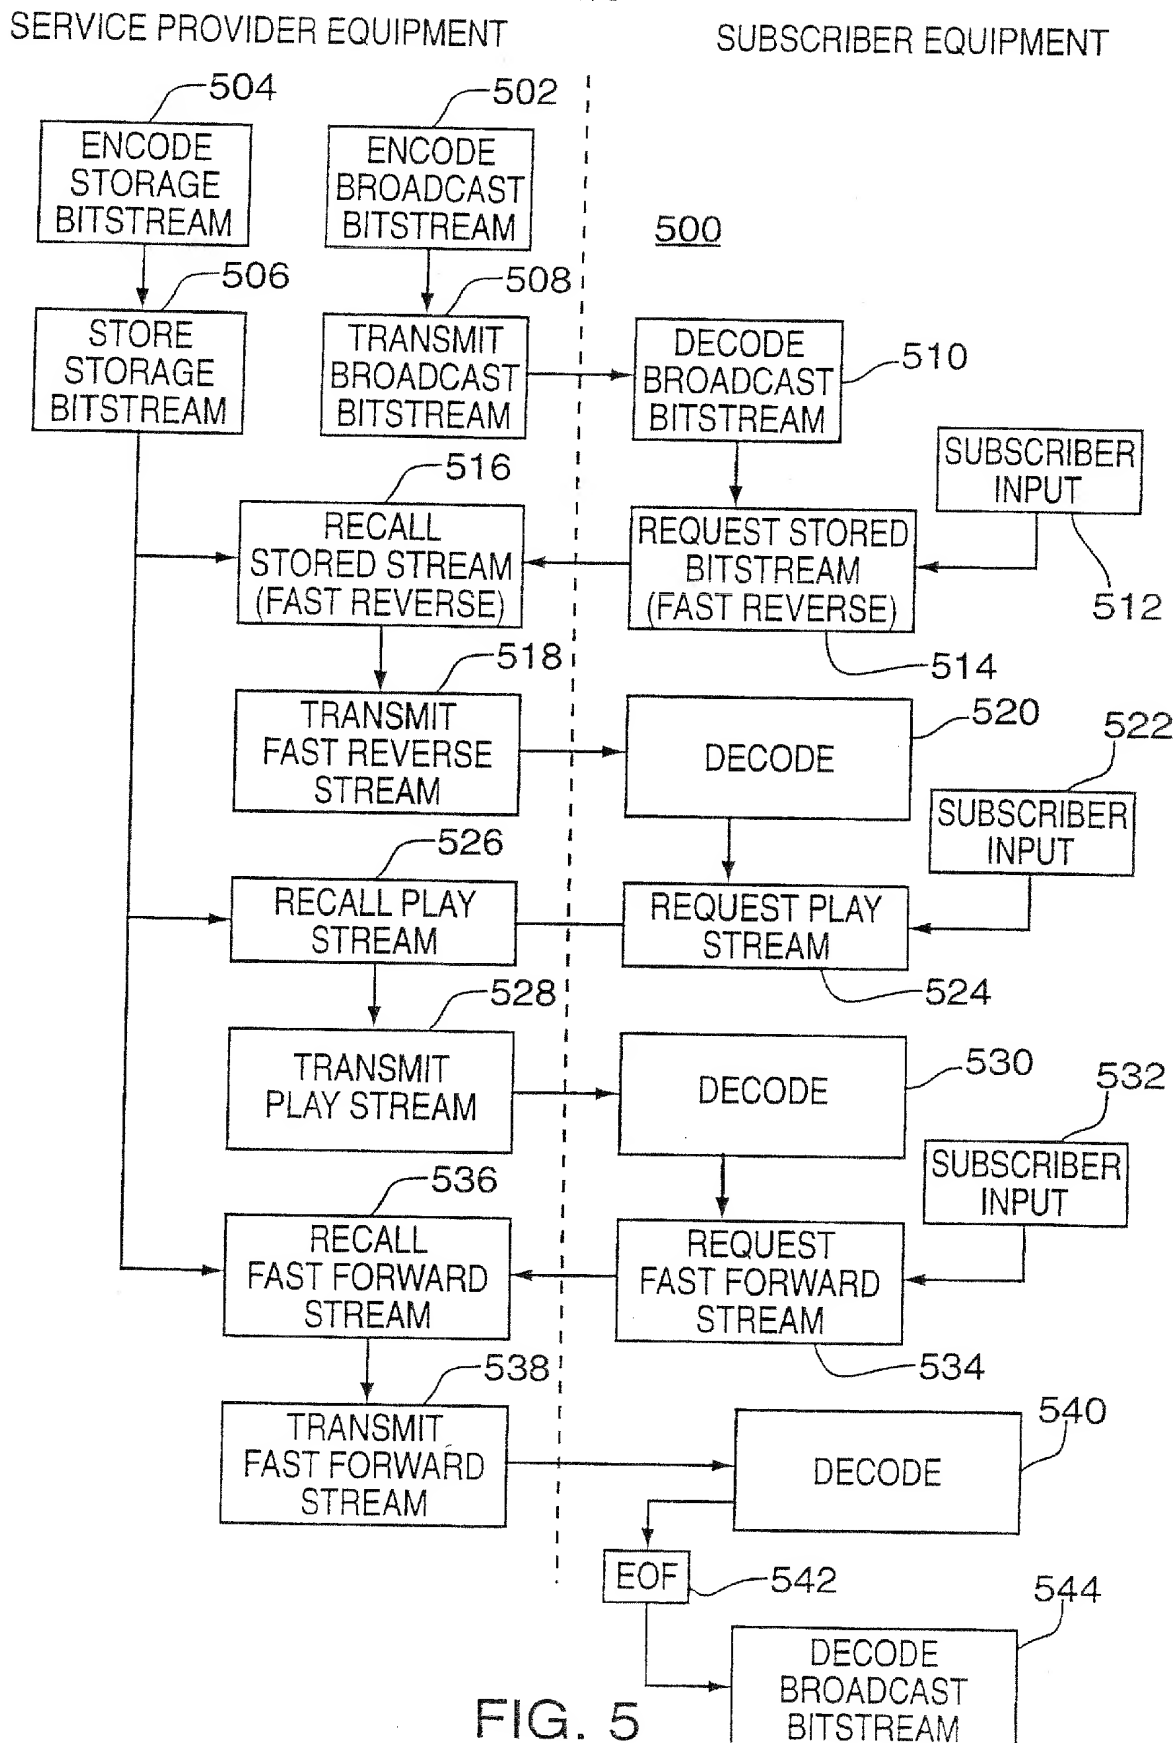 SERVICE PROVIDER EQUIPMENT
SUBSCRIBER EQUIPMENT
504
502
ENCODE
STORAGE
BITSTREAM
ENCODE
BROADCAST
BITSTREAM
500
506
508
STORE
STORAGE
BITSTREAM
TRANSMIT
BROADCAST
BITSTREAM
DECODE
BROADCAST
BITSTREAM
510
SUBSCRIBER
INPUT
512
516
RECALL
STORED STREAM
(FAST REVERSE)
REQUEST STORED
BITSTREAM
(FAST REVERSE)
514
518
TRANSMIT
FAST REVERSE
STREAM
DECODE
520
522
SUBSCRIBER
INPUT
526
RECALL PLAY
STREAM
REQUEST PLAY
STREAM
524
528
TRANSMIT
PLAY STREAM
DECODE
530
532
SUBSCRIBER
INPUT
536
RECALL
FAST FORWARD
STREAM
REQUEST
FAST FORWARD
STREAM
534
538
TRANSMIT
FAST FORWARD
STREAM
DECODE
540
EOF
542
544
DECODE
BROADCAST
BITSTREAM
FIG. 5